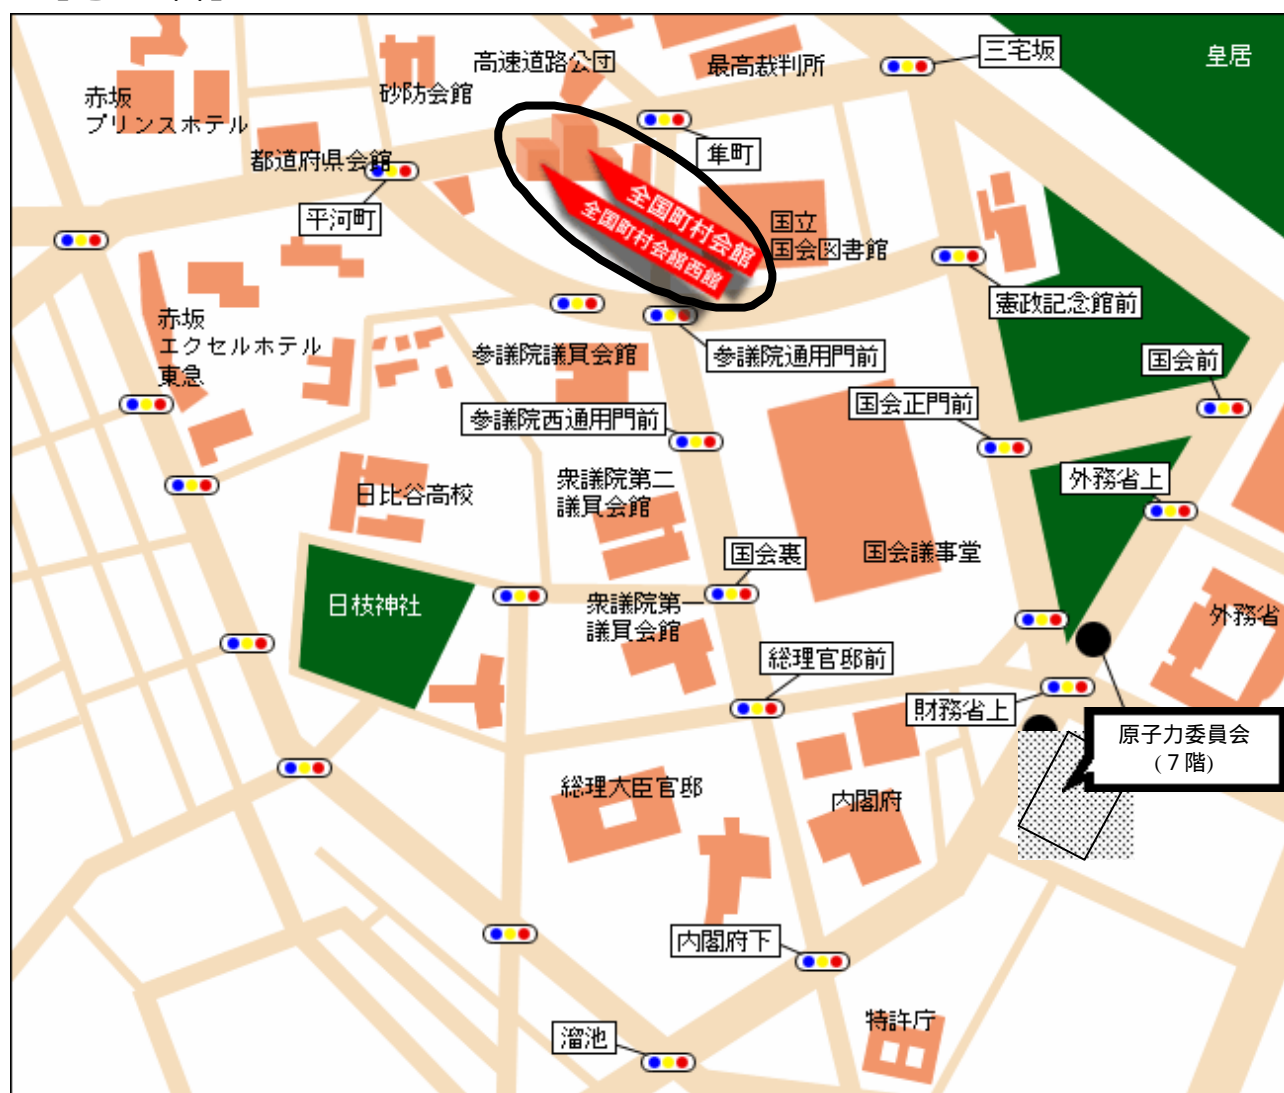 三宅坂
皇居
高速道路公団
最高裁判所
砂防会館
赤坂
プリンスホテル
都道府県会館
隼町
平河町
全国町村会館
全国町村会館西館
国立
国会図書館
憲政記念館前
赤坂
エクセルホテル
東急
参議院議員会館
参議院通用門前
国会前
国会正門前
参議院西通用門前
外務省上
日比谷高校
衆議院第二
議員会館
国会裏
国会議事堂
日枝神社
衆議院第一
議員会館
外務省
総理官邸前
財務省上
原子力委員会
(７階)
総理大臣官邸
内閣府
内閣府下
特許庁
溜池